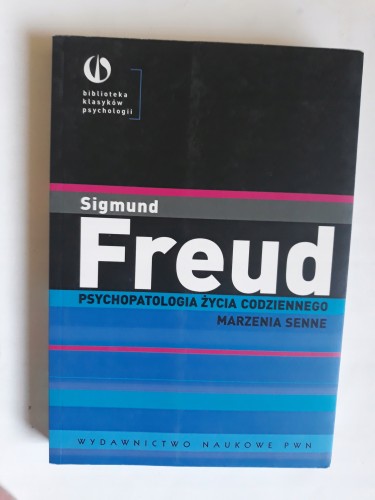 biblioteka
klasyków
psychologii
Sigmund
Freud
PSYCHOPATOLOGIA ŻYCIA CODZIENNEGO
MARZENIA SENNE
WYDAWNICTWO NAUKOWE PWN